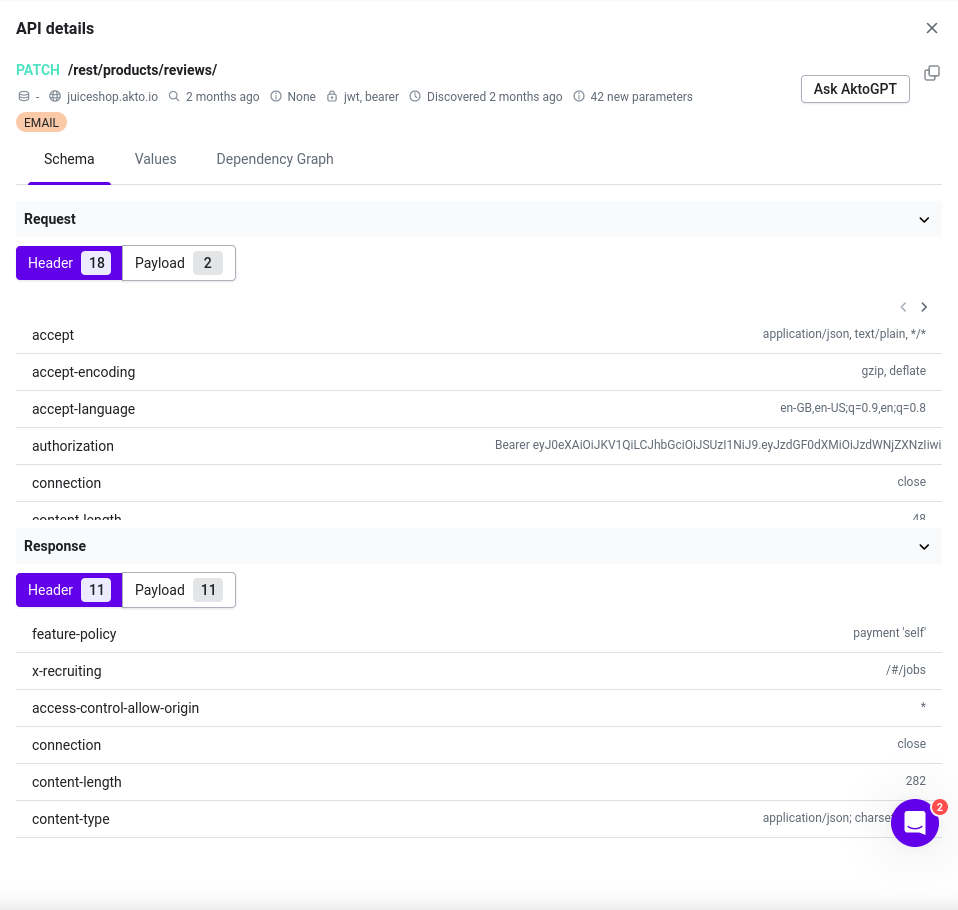 API details
PATCH /rest/products/reviews/
- juiceshop.akto.io 2 months ago None jwt, bearer Discovered 2 months ago 42 new parameters
Ask AktoGPT
EMAIL
Schema Values Dependency Graph
Request
Header 18 Payload 2
accept application/json, text/plain, */*
accept-encoding gzip, deflate
accept-language en-GB,en-US;q=0.9,en;q=0.8
authorization Bearer eyJ0eXAiOiJKV1QiLCJhbGciOiJSUzI1NiJ9.eyJzdGF0dXMiOiJzdWNjZXNzIiwi
connection close
content-length 48
Response
Header 11 Payload 11
feature-policy payment 'self'
x-recruiting /#/jobs
access-control-allow-origin *
connection close
content-length 282
content-type application/json; charse
2